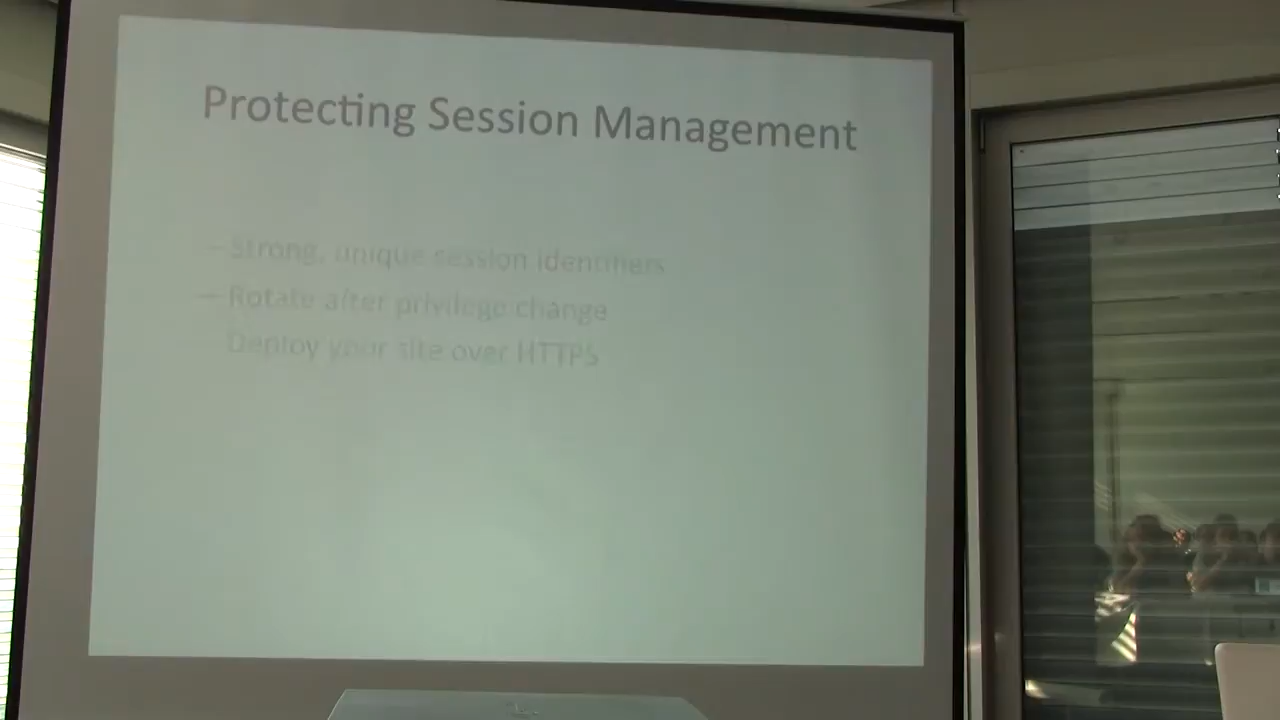 Protecting Session Management
– Strong, unique session identifiers
– Rotate after privilege change
Deploy your site over HTTPS